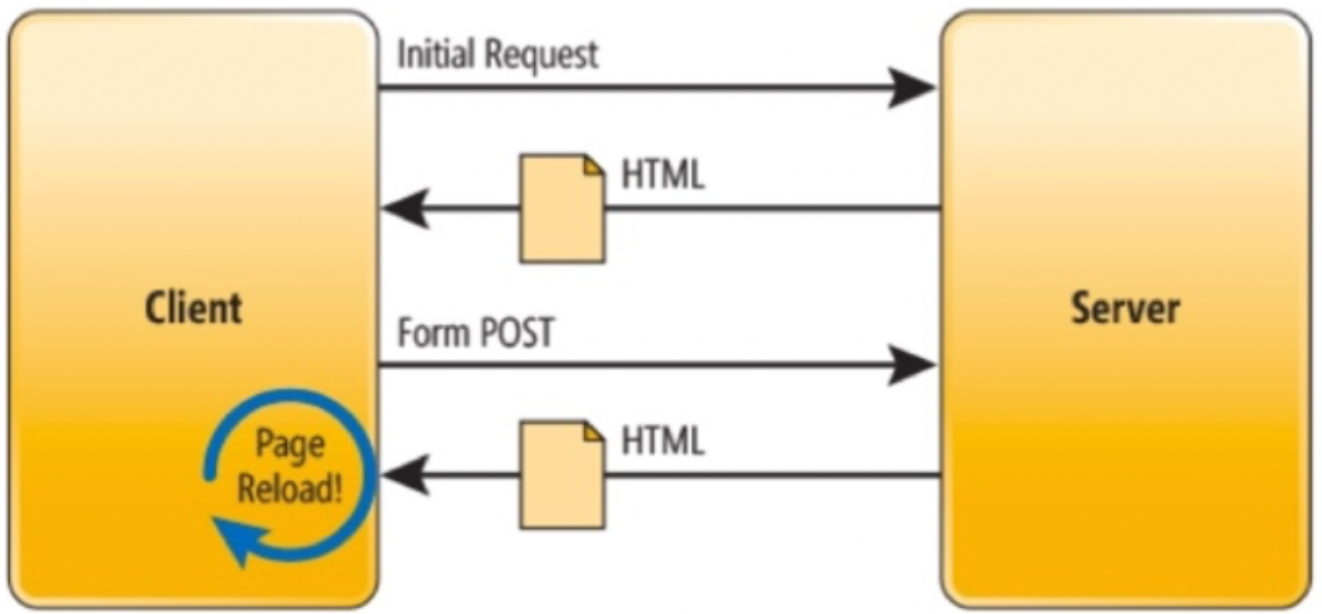 Initial Request
HTML
Client
Server
Form POST
Page
Reload!
HTML